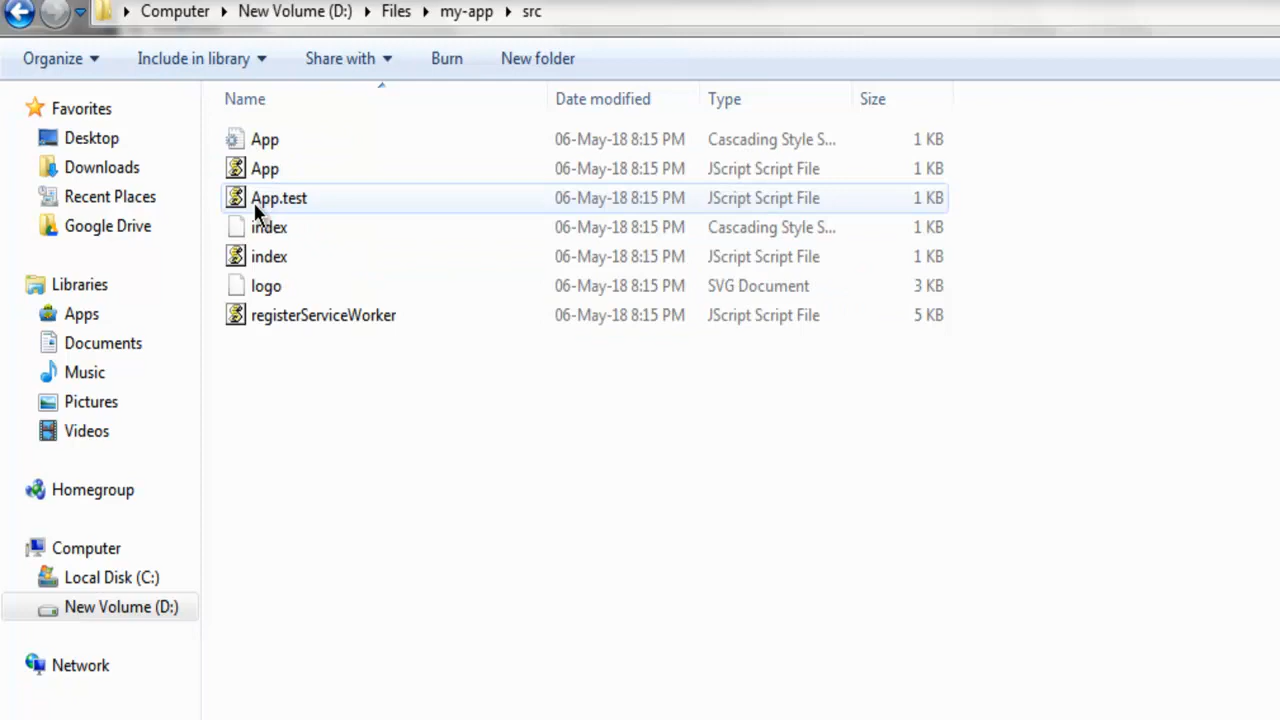 Computer New Volume (D:) Files my-app src
Organize Include in library Share with Burn New folder
Name Date modified Type Size
Favorites
Desktop
Downloads
Recent Places
Google Drive
Libraries
Apps
Documents
Music
Pictures
Videos
Homegroup
Computer
Local Disk (C:)
New Volume (D:)
Network
App 06-May-18 8:15 PM Cascading Style S... 1 KB
App 06-May-18 8:15 PM JScript Script File 1 KB
App.test 06-May-18 8:15 PM JScript Script File 1 KB
index 06-May-18 8:15 PM Cascading Style S... 1 KB
index 06-May-18 8:15 PM JScript Script File 1 KB
logo 06-May-18 8:15 PM SVG Document 3 KB
registerServiceWorker 06-May-18 8:15 PM JScript Script File 5 KB